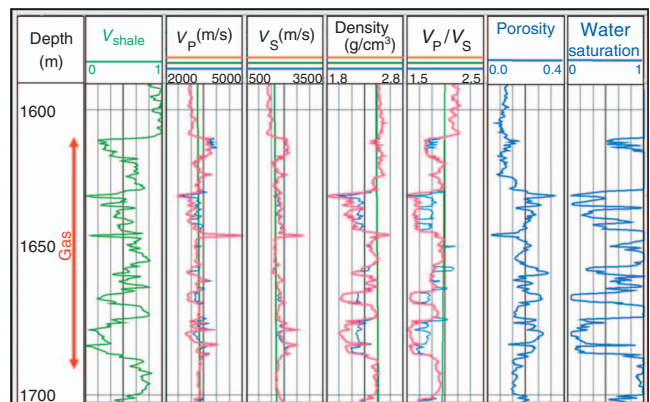 Depth
(m)
Vshale
0 1
VP(m/s)
2000 5000
VS(m/s)
500 3500
Density
(g/cm³)
1.8 2.8
VP/VS
1.5 2.5
Porosity
0.0 0.4
Water
saturation
0 1
1600
Gas
1650
1700